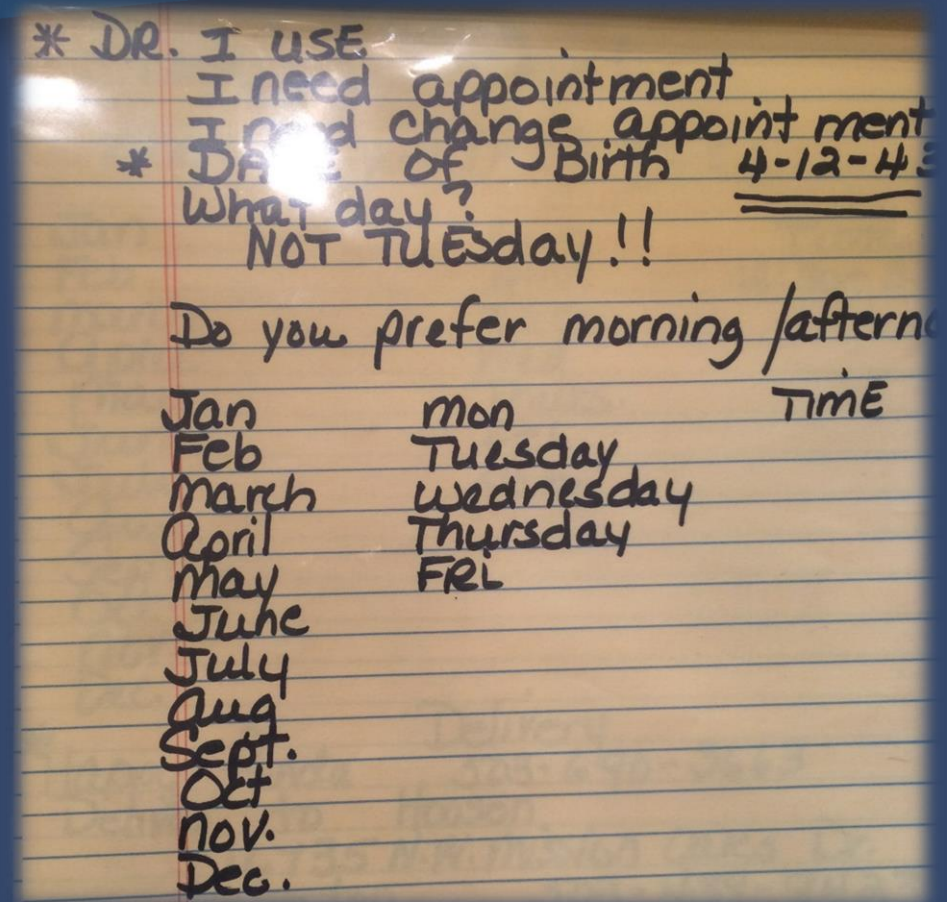 * DR. I USE
I need appointment
I need change appointment
* DATE of Birth 4-12-43
What day?
NOT TUEsday!!
Do you prefer morning /afterno
Jan mon TimE
Feb Tuesday
march wednesday
april Thursday
may FRi
June
July
aug
Sept.
Oct
nov.
Dec.
Delivery